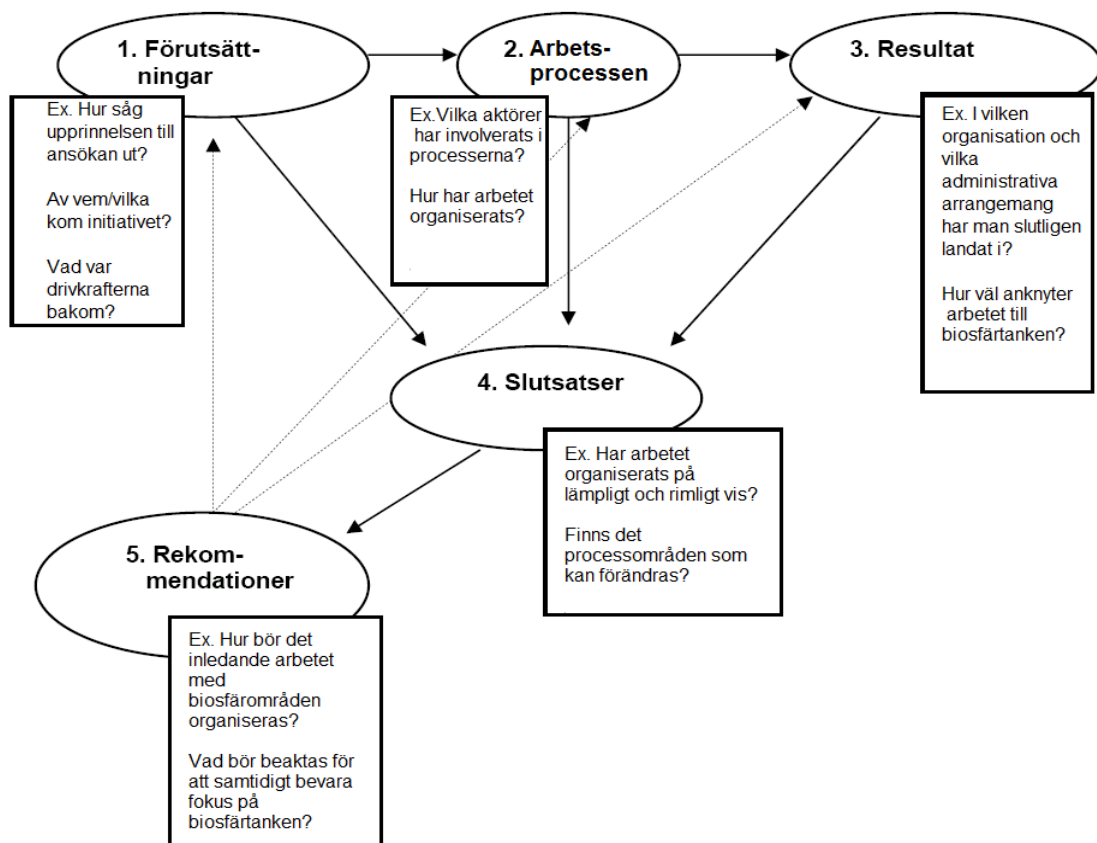 1. Förutsätt-
ningar
Ex. Hur såg
upprinnelsen till
ansökan ut?
Av vem/vilka
kom initiativet?
Vad var
drivkrafterna
bakom?
2. Arbets-
processen
Ex.Vilka aktörer
har involverats i
processerna?
Hur har arbetet
organiserats?
3. Resultat
Ex. I vilken
organisation och
vilka
administrativa
arrangemang
har man slutligen
landat i?
Hur väl anknyter
arbetet till
biosfärtanken?
4. Slutsatser
Ex. Har arbetet
organiserats på
lämpligt och rimligt vis?
Finns det
processområden som
kan förändras?
5. Rekom-
mendationer
Ex. Hur bör det
inledande arbetet
med
biosfärområden
organiseras?
Vad bör beaktas för
att samtidigt bevara
fokus på
biosfärtanken?